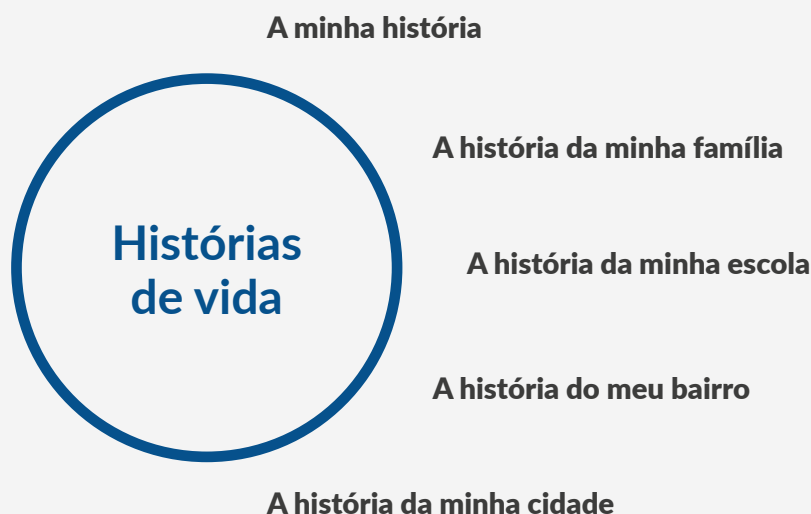 A minha história
A história da minha família
Histórias
de vida
A história da minha escola
A história do meu bairro
A história da minha cidade